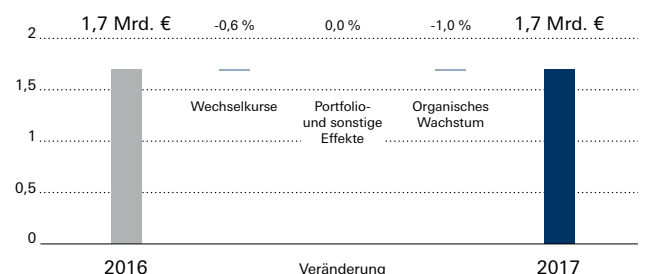 1,7 Mrd. € -0,6 % 0,0 % -1,0 % 1,7 Mrd. €
2
1,5
Wechselkurse
Portfolio-
und sonstige
Effekte
Organisches
Wachstum
1
0,5
0
2016 Veränderung 2017